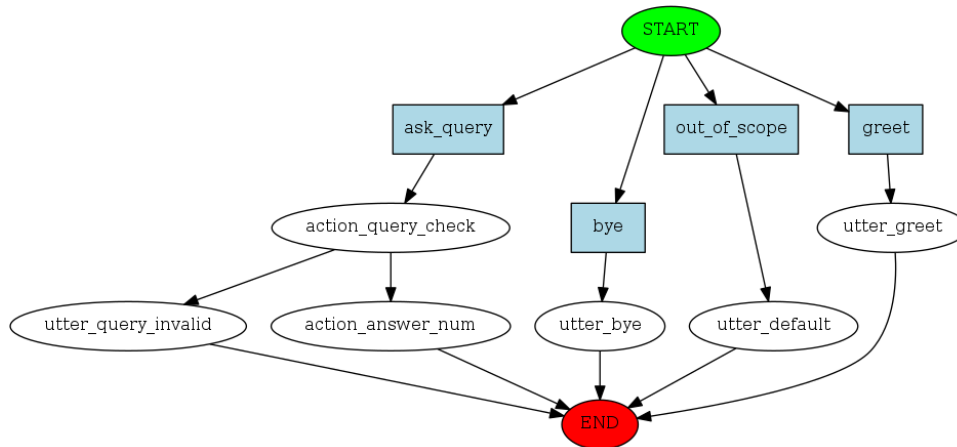 START
ask_query
out_of_scope
greet
action_query_check
bye
utter_greet
utter_query_invalid
action_answer_num
utter_bye
utter_default
END